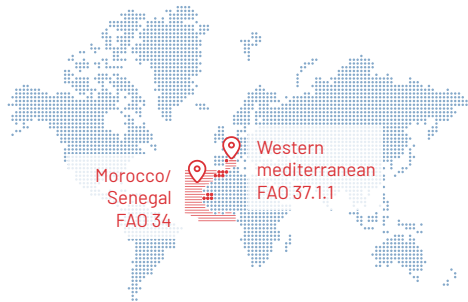 Western
mediterranean
FAO 37.1.1
Morocco/
Senegal
FAO 34